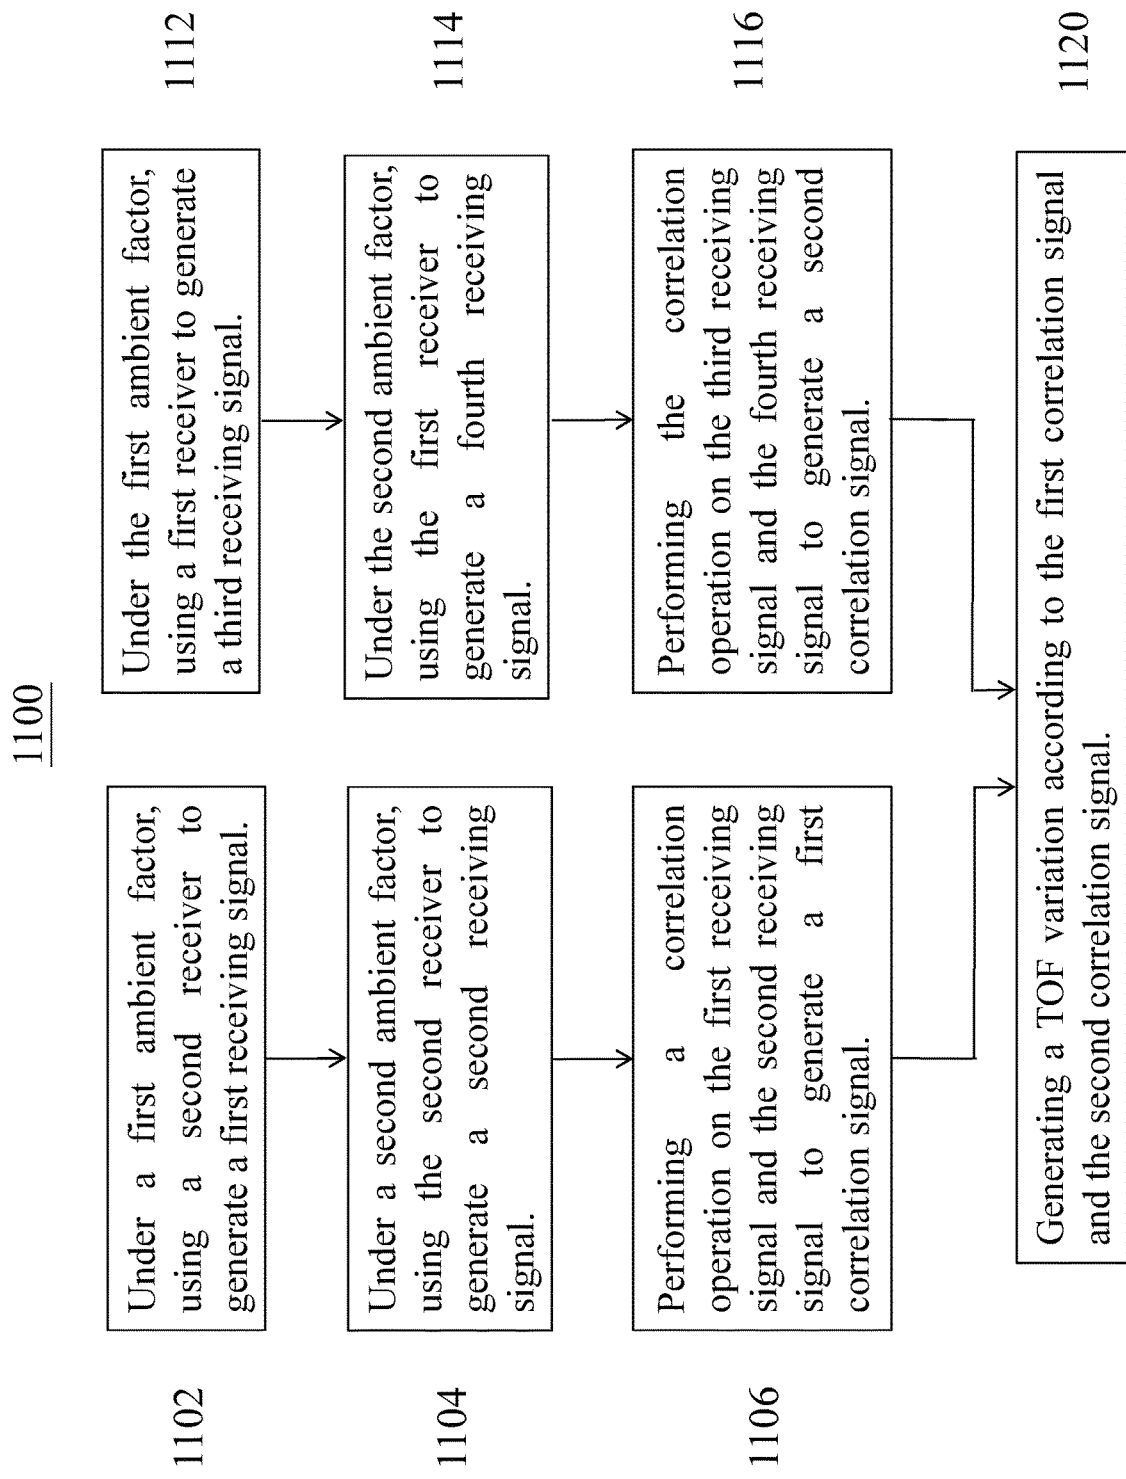 1100
1102
Under a first ambient factor,
using a second receiver to
generate a first receiving signal.
1104
Under a second ambient factor,
using the second receiver to
generate a second receiving
signal.
1106
Performing a correlation
operation on the first receiving
signal and the second receiving
signal to generate a first
correlation signal.
Under the first ambient factor,
using a first receiver to generate
a third receiving signal.
1112
Under the second ambient factor,
using the first receiver to
generate a fourth receiving
signal.
1114
Performing the correlation
operation on the third receiving
signal and the fourth receiving
signal to generate a second
correlation signal.
1116
Generating a TOF variation according to the first correlation signal
and the second correlation signal.
1120